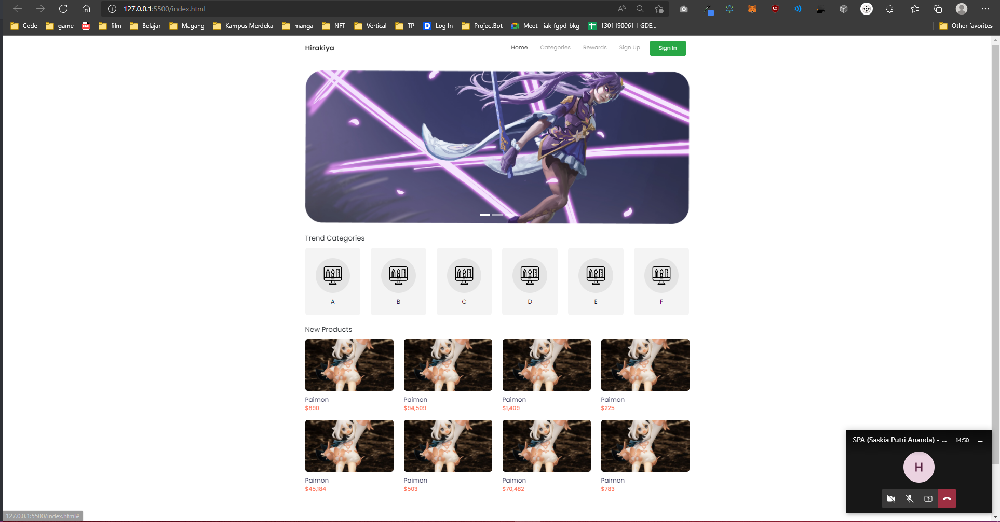 127.0.0.1:5500/index.html
Code game PDF film Belajar Magang Kampus Merdeka manga NFT Vertical TP D Log In ProjectBot Meet - iak-fgpd-bkg 1301190061_I GDE... Other favorites
Hirakiya Home Categories Rewards Sign Up Sign In
Trend Categories
A B C D E F
New Products
Paimon Paimon Paimon Paimon
$890 $94,509 $1,409 $225
Paimon Paimon Paimon Paimon
$45,184 $503 $70,482 $783
SPA (Saskia Putri Ananda) - ... 14:50
H
127.0.0.1:5500/index.html#